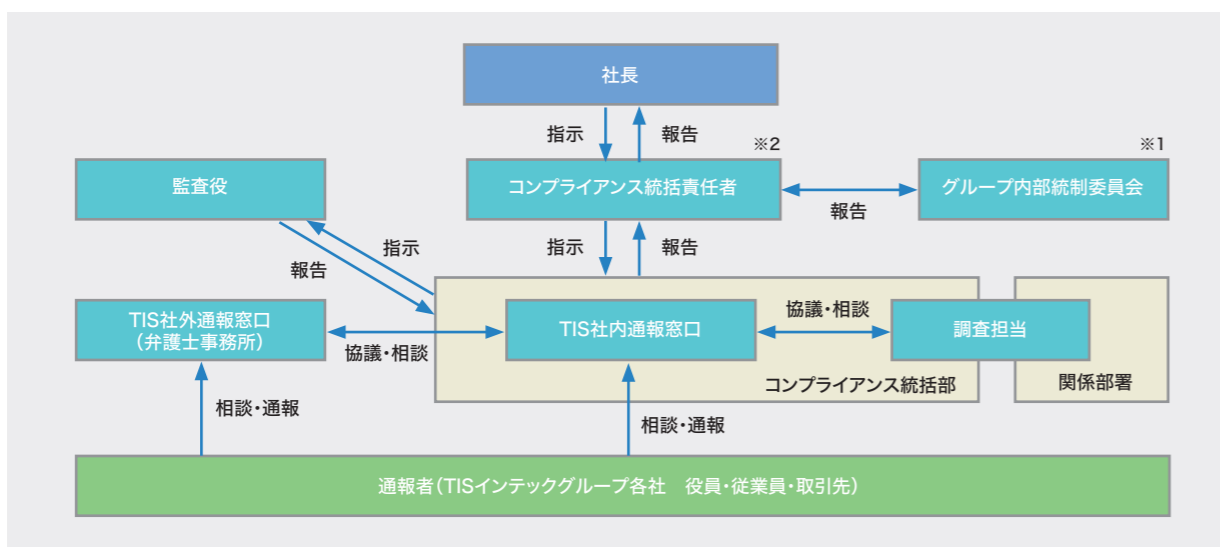 社長
指示
報告
※2
※1
監査役
コンプライアンス統括責任者
グループ内部統制委員会
報告
指示
報告
指示
報告
TIS社外通報窓口
（弁護士事務所）
協議・相談
TIS社内通報窓口
協議・相談
調査担当
コンプライアンス統括部
関係部署
相談・通報
相談・通報
通報者（TISインテックグループ各社　役員・従業員・取引先）